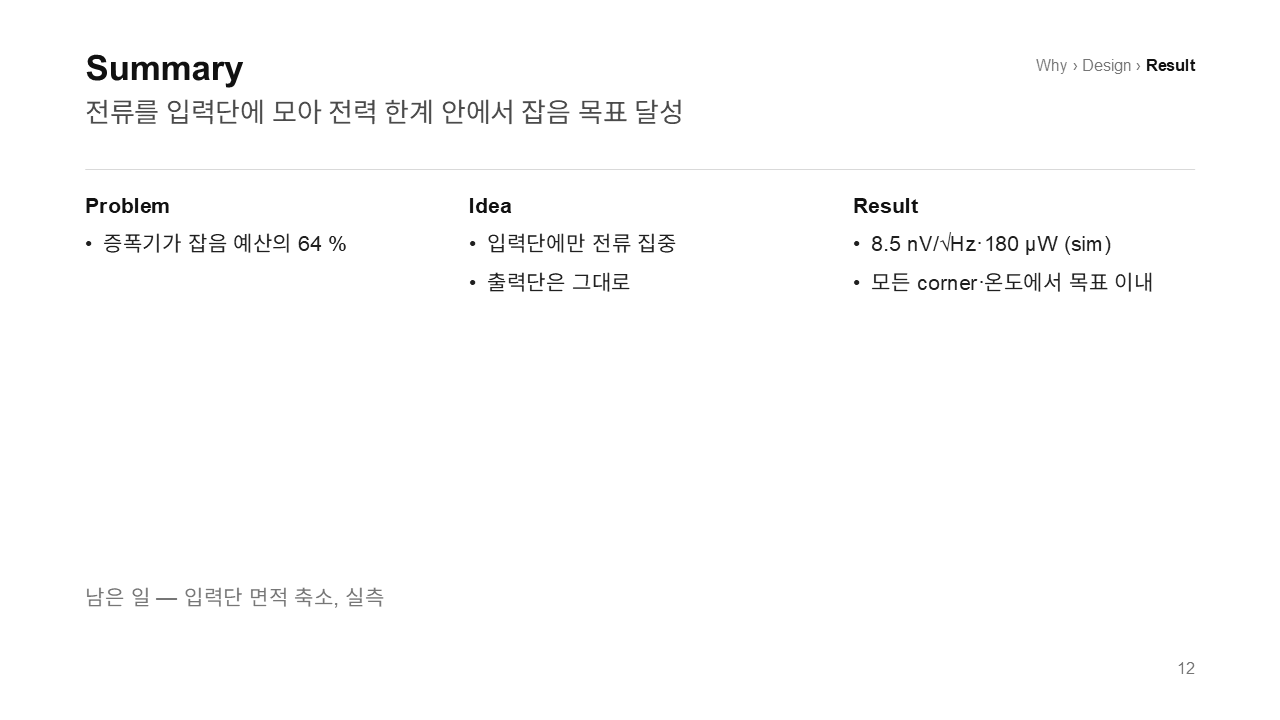 Summary
Why › Design › Result
전류를 입력단에 모아 전력 한계 안에서 잡음 목표 달성
Problem
• 증폭기가 잡음 예산의 64 %
Idea
• 입력단에만 전류 집중
• 출력단은 그대로
Result
• 8.5 nV/√Hz·180 μW (sim)
• 모든 corner·온도에서 목표 이내
남은 일 — 입력단 면적 축소, 실측
12